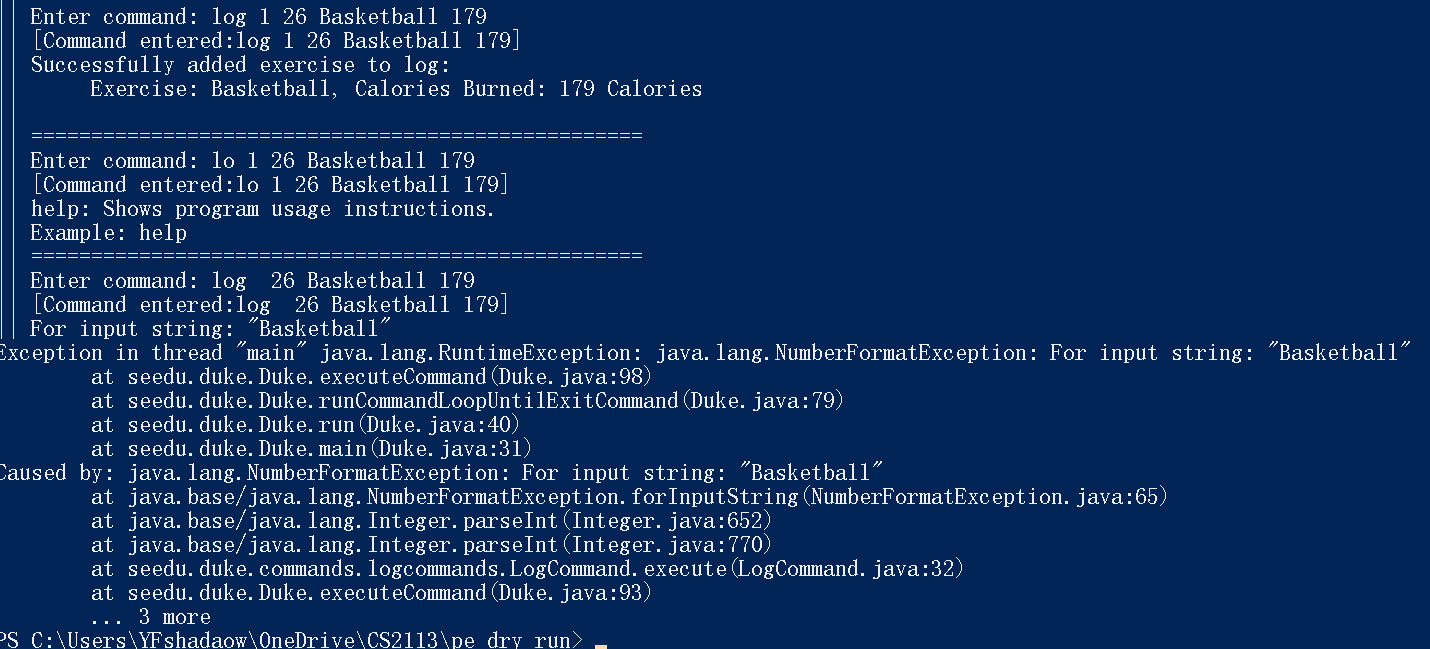 Enter command: log 1 26 Basketball 179
[Command entered:log 1 26 Basketball 179]
Successfully added exercise to log:
Exercise: Basketball, Calories Burned: 179 Calories
===================================================
Enter command: lo 1 26 Basketball 179
[Command entered:lo 1 26 Basketball 179]
help: Shows program usage instructions.
Example: help
===================================================
Enter command: log  26 Basketball 179
[Command entered:log  26 Basketball 179]
For input string: "Basketball"
Exception in thread "main" java.lang.RuntimeException: java.lang.NumberFormatException: For input string: "Basketball"
at seedu.duke.Duke.executeCommand(Duke.java:98)
at seedu.duke.Duke.runCommandLoopUntilExitCommand(Duke.java:79)
at seedu.duke.Duke.run(Duke.java:40)
at seedu.duke.Duke.main(Duke.java:31)
Caused by: java.lang.NumberFormatException: For input string: "Basketball"
at java.base/java.lang.NumberFormatException.forInputString(NumberFormatException.java:65)
at java.base/java.lang.Integer.parseInt(Integer.java:652)
at java.base/java.lang.Integer.parseInt(Integer.java:770)
at seedu.duke.commands.logcommands.LogCommand.execute(LogCommand.java:32)
at seedu.duke.Duke.executeCommand(Duke.java:93)
... 3 more
PS C:\Users\YFshadaow\OneDrive\CS2113\pe dry run>